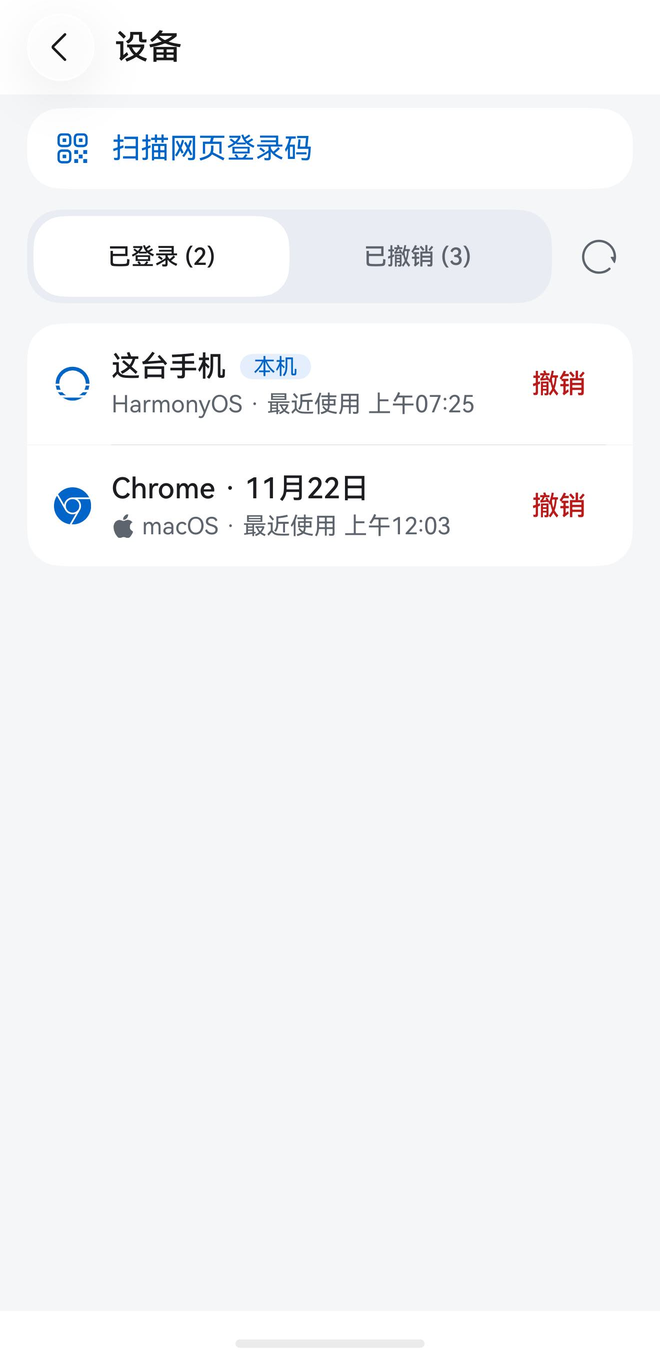 设备
扫描网页登录码
已登录 (2)
已撤销 (3)
这台手机 本机
HarmonyOS · 最近使用 上午07:25
撤销
Chrome · 11月22日
macOS · 最近使用 上午12:03
撤销